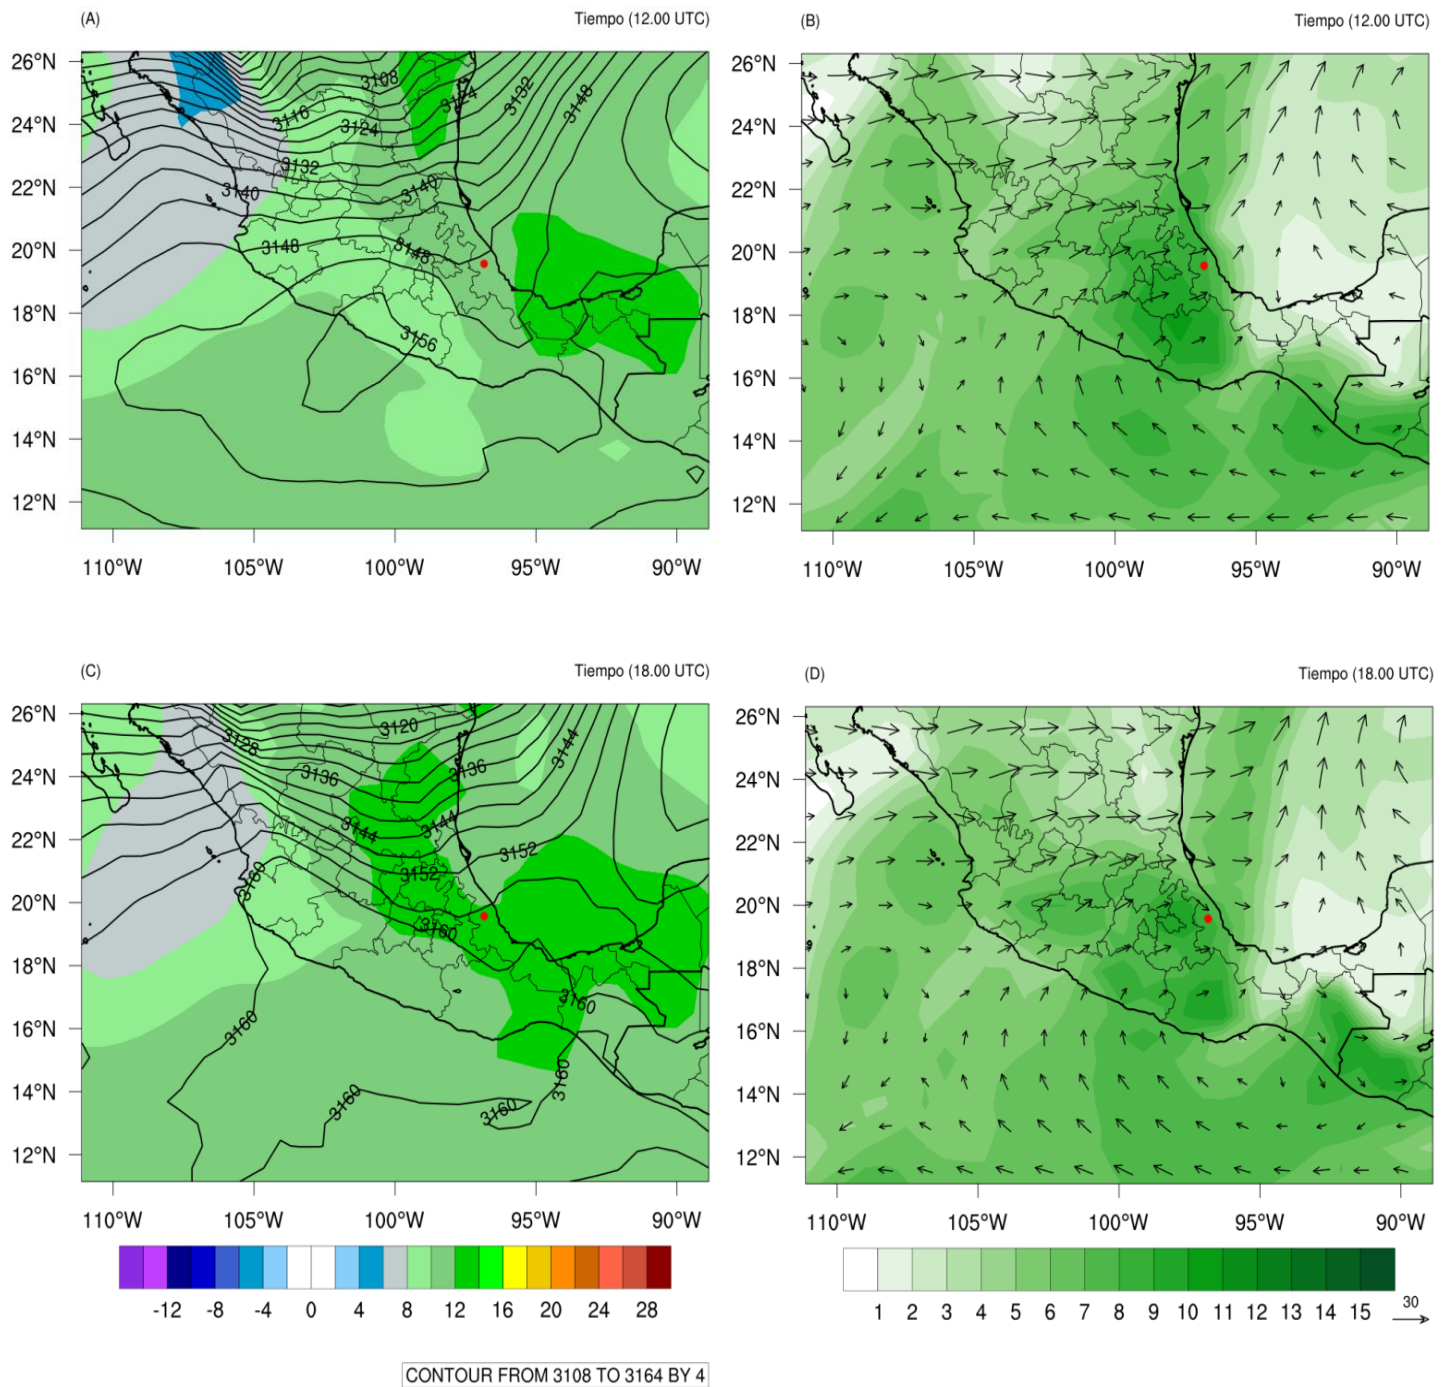 (A) Tiempo (12.00 UTC)
(B) Tiempo (12.00 UTC)
26°N
24°N
22°N
20°N
18°N
16°N
14°N
12°N
110°W 105°W 100°W 95°W 90°W
3108
3116
3124
3124
3132
3132
3140
3140
3148
3148
3148
3156
26°N
24°N
22°N
20°N
18°N
16°N
14°N
12°N
110°W 105°W 100°W 95°W 90°W
(C) Tiempo (18.00 UTC)
(D) Tiempo (18.00 UTC)
26°N
24°N
22°N
20°N
18°N
16°N
14°N
12°N
110°W 105°W 100°W 95°W 90°W
3120
3128
3136
3136
3144
3144
3144
3152
3152
3160
3160
3160
3160
3160
3160
3160
26°N
24°N
22°N
20°N
18°N
16°N
14°N
12°N
110°W 105°W 100°W 95°W 90°W
-12 -8 -4 0 4 8 12 16 20 24 28
1 2 3 4 5 6 7 8 9 10 11 12 13 14 15 30
CONTOUR FROM 3108 TO 3164 BY 4